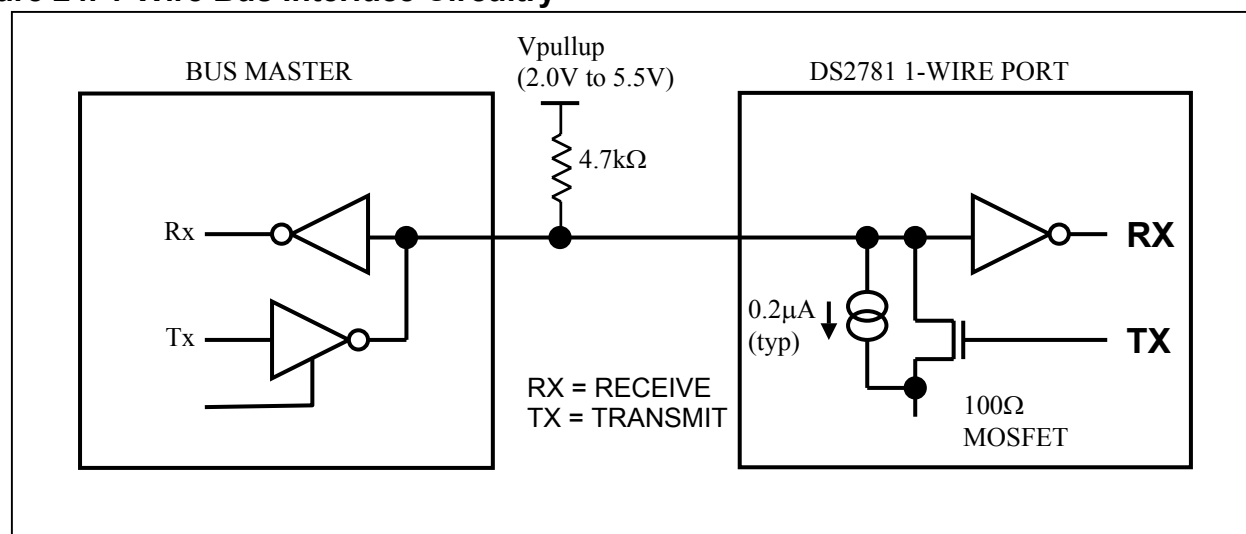 Vpullup
(2.0V to 5.5V)
BUS MASTER
DS2781 1-WIRE PORT
4.7kΩ
Rx
RX
0.2μA
(typ)
Tx
TX
RX = RECEIVE
TX = TRANSMIT
100Ω
MOSFET